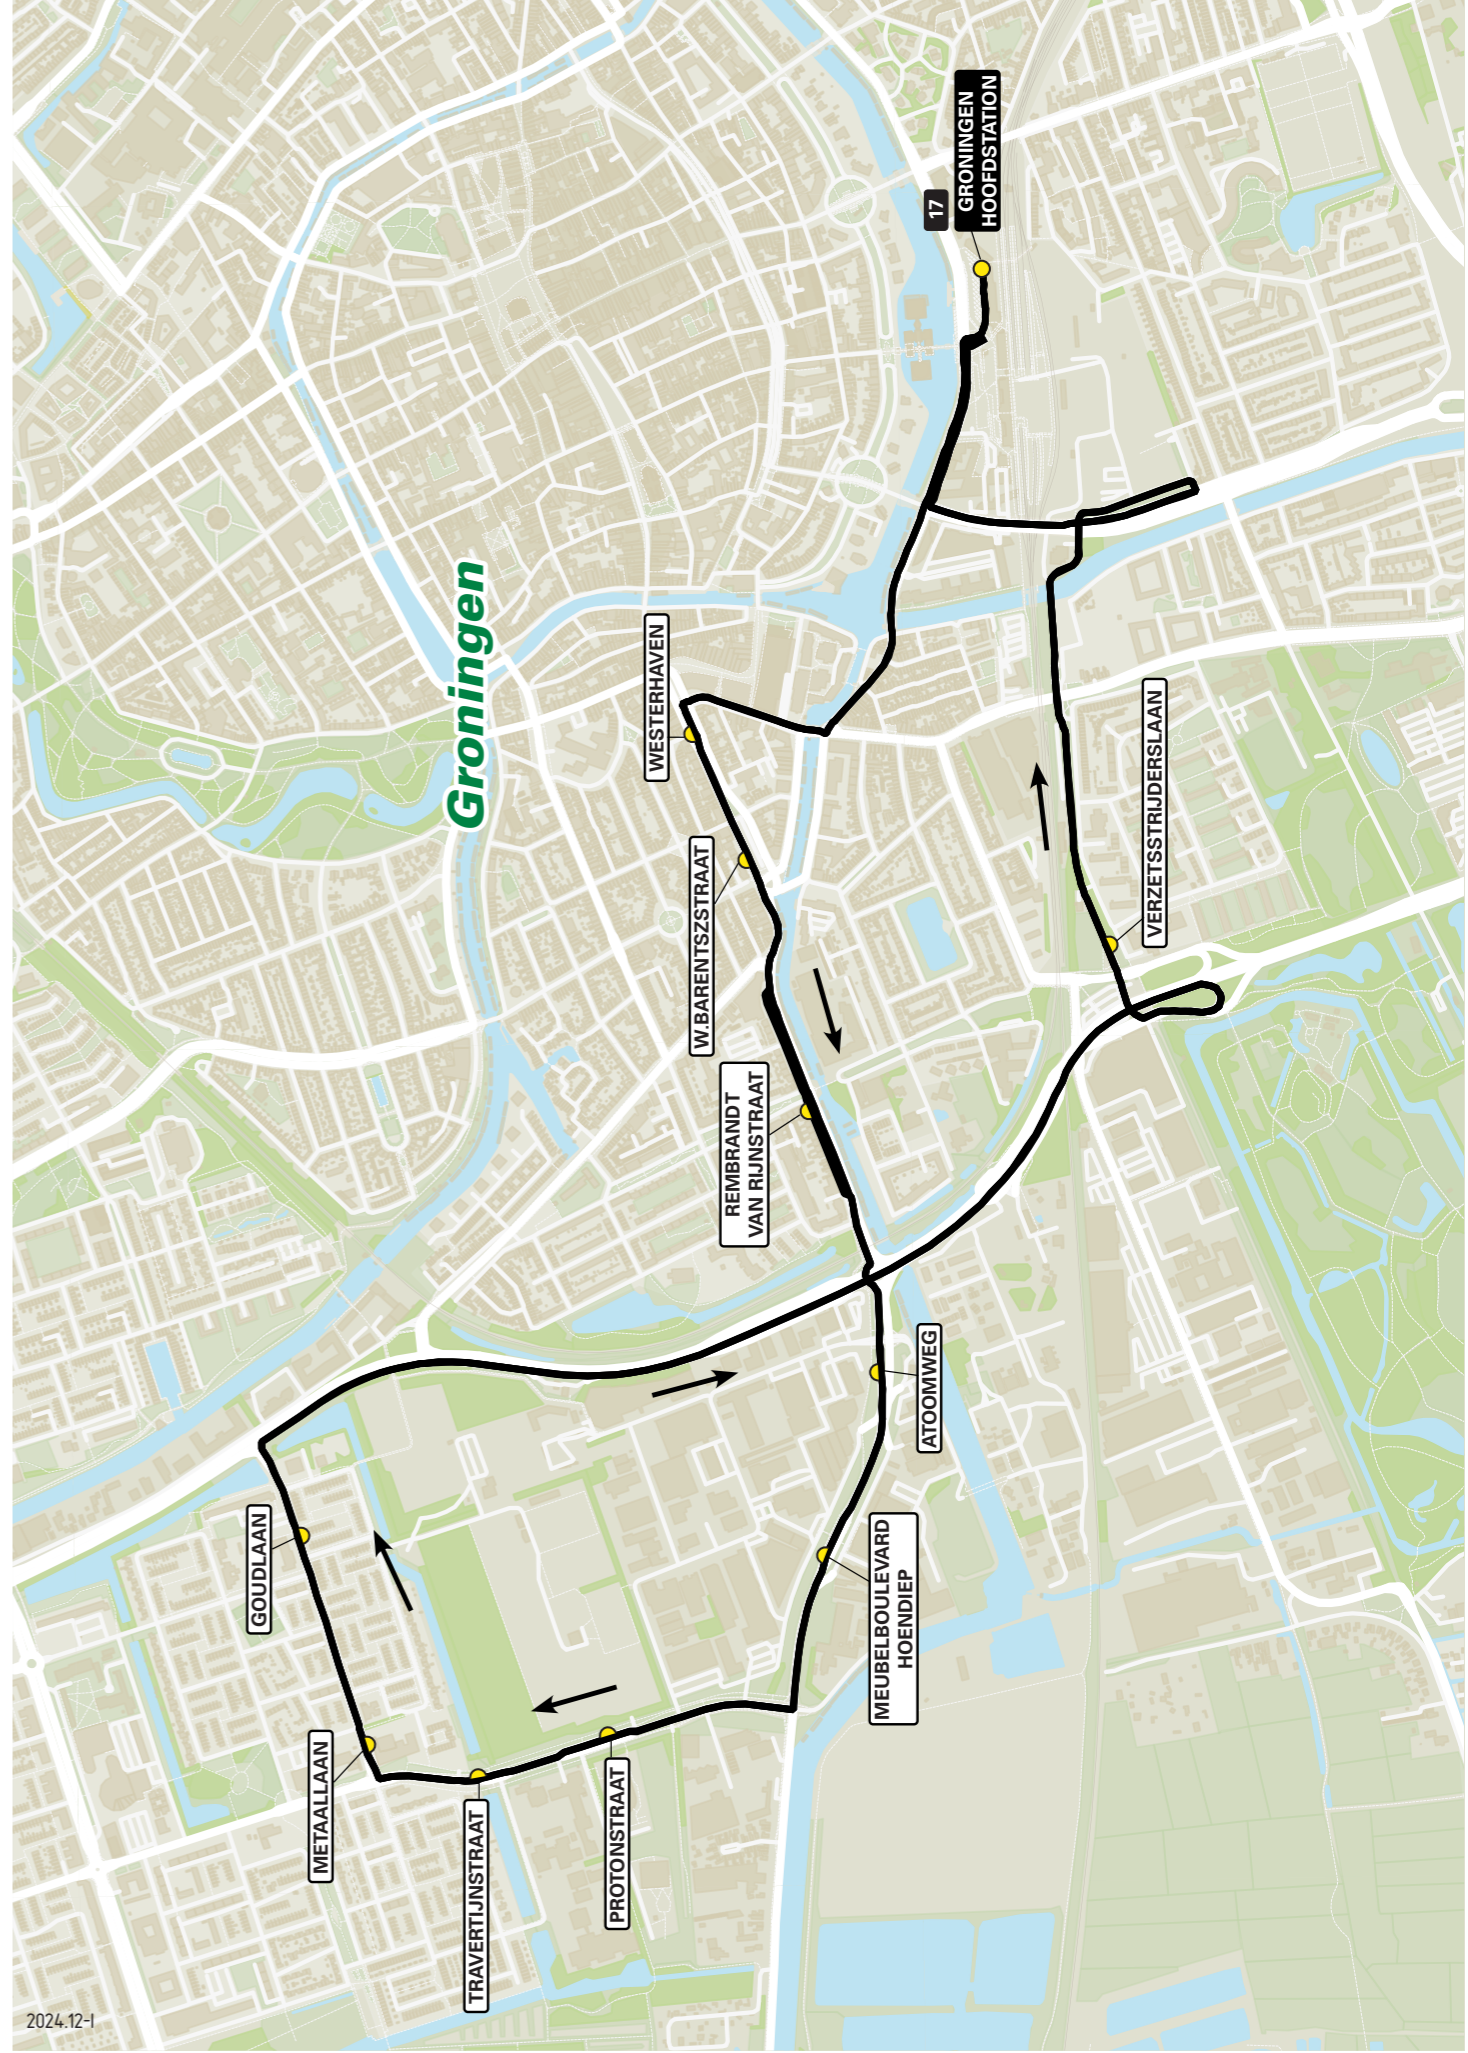 Groningen
17
GRONINGEN
HOOFDSTATION
WESTERHAVEN
W.BARENTSZSTRAAT
REMBRANDT
VAN RIJNSTRAAT
ATOOMWEG
MEUBELBOULEVARD
HOENDIEP
PROTONSTRAAT
TRAVERTIJNSTRAAT
METAALLAAN
GOUDLAAN
VERZETSSTRIJDERSLAAN
2024.12-I